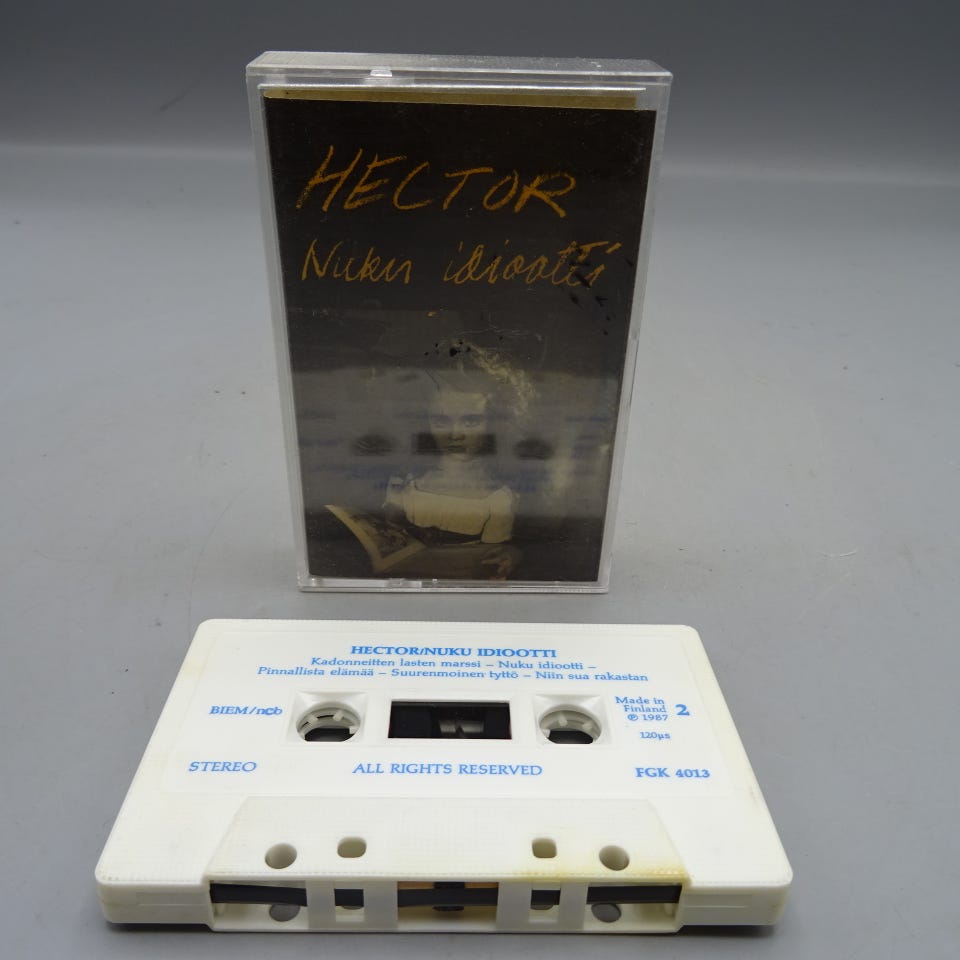 HECTOR
Nuku idiootti
HECTOR/NUKU IDIOOTTI
Kadonneitten lasten marssi – Nuku idiootti –
Pinnallista elämää – Suurenmoinen tyttö – Niin sua rakastan
BIEM/ncb
Made in
Finland
℗ 1987
2
120µs
STEREO
ALL RIGHTS RESERVED
FGK 4013